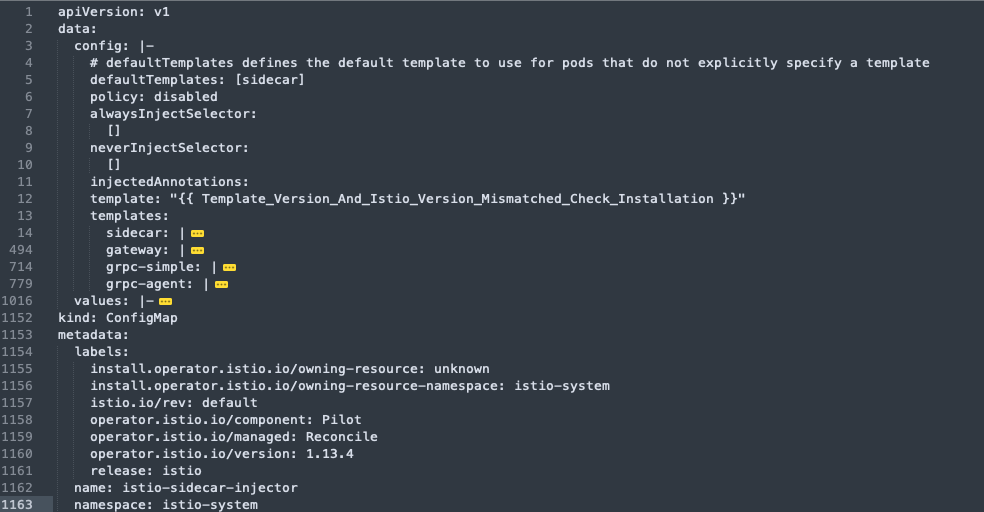 1 apiVersion: v1
2 data:
3   config: |-
4     # defaultTemplates defines the default template to use for pods that do not explicitly specify a template
5     defaultTemplates: [sidecar]
6     policy: disabled
7     alwaysInjectSelector:
8       []
9     neverInjectSelector:
10       []
11     injectedAnnotations:
12     template: "{{ Template_Version_And_Istio_Version_Mismatched_Check_Installation }}"
13     templates:
14       sidecar: |
494       gateway: |
714       grpc-simple: |
779       grpc-agent: |
1016   values: |-
1152 kind: ConfigMap
1153 metadata:
1154   labels:
1155     install.operator.istio.io/owning-resource: unknown
1156     install.operator.istio.io/owning-resource-namespace: istio-system
1157     istio.io/rev: default
1158     operator.istio.io/component: Pilot
1159     operator.istio.io/managed: Reconcile
1160     operator.istio.io/version: 1.13.4
1161     release: istio
1162   name: istio-sidecar-injector
1163   namespace: istio-system